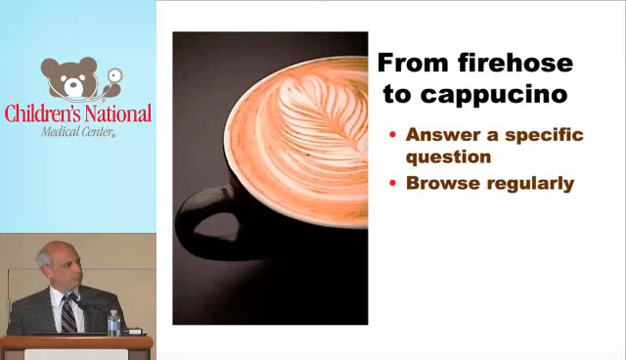 Children's National
Medical Center®
From firehose
to cappucino
• Answer a specific
question
• Browse regularly